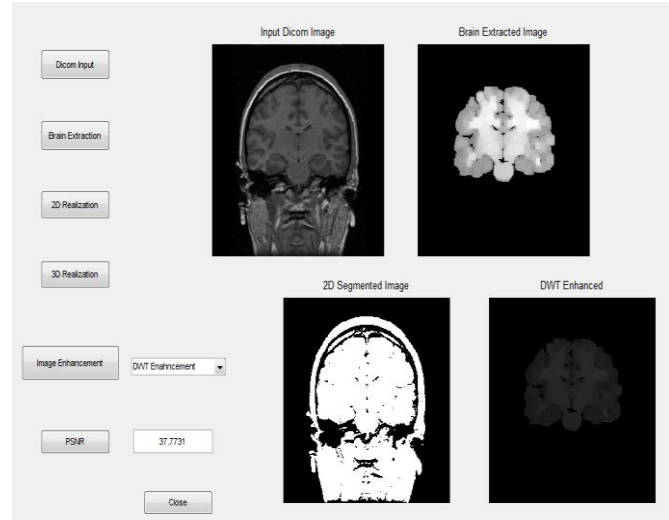 Input Dicom Image
Brain Extracted Image
Dicom Input
Brain Extraction
2D Realization
3D Realization
2D Segmented Image
DWT Enhanced
Image Enhancement
DWT Enahncement
PSNR
37.7731
Close